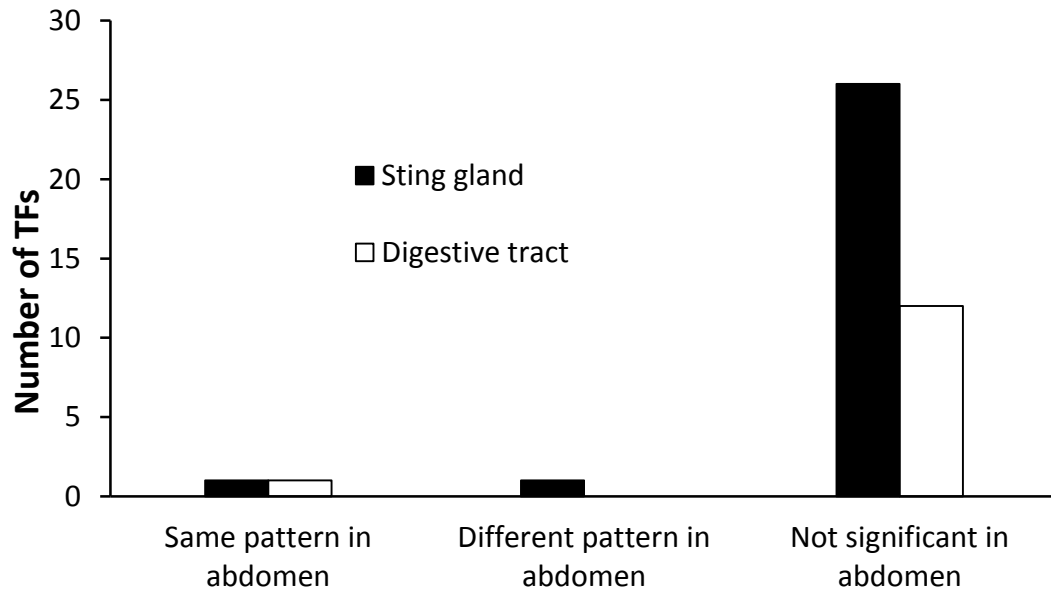 30
25
20
15
10
5
0
Number of TFs
Sting gland
Digestive tract
Same pattern in
abdomen
Different pattern in
abdomen
Not significant in
abdomen